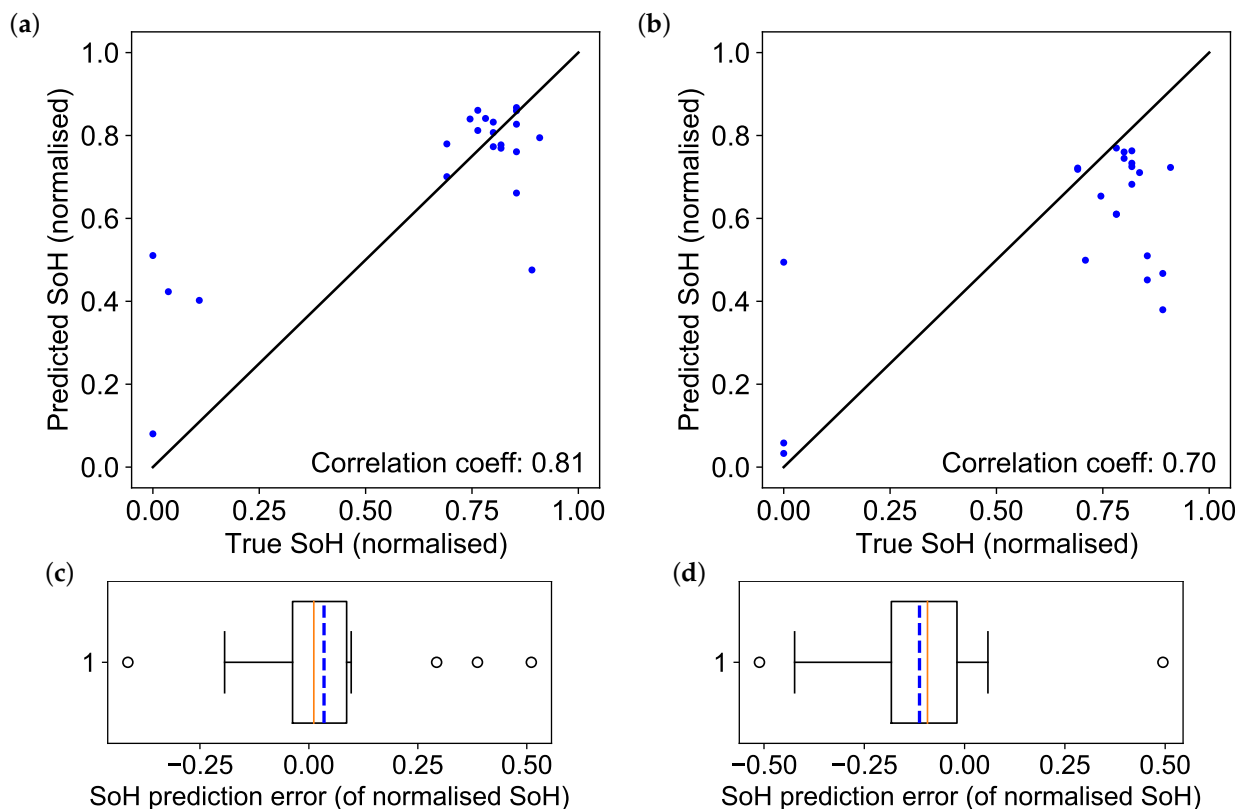 (a)
1.0
0.8
0.6
0.4
0.2
0.0
Predicted SoH (normalised)
Correlation coeff: 0.81
0.00 0.25 0.50 0.75 1.00
True SoH (normalised)
(b)
1.0
0.8
0.6
0.4
0.2
0.0
Predicted SoH (normalised)
Correlation coeff: 0.70
0.00 0.25 0.50 0.75 1.00
True SoH (normalised)
(c)
1
−0.25 0.00 0.25 0.50
SoH prediction error (of normalised SoH)
(d)
1
−0.50 −0.25 0.00 0.25 0.50
SoH prediction error (of normalised SoH)